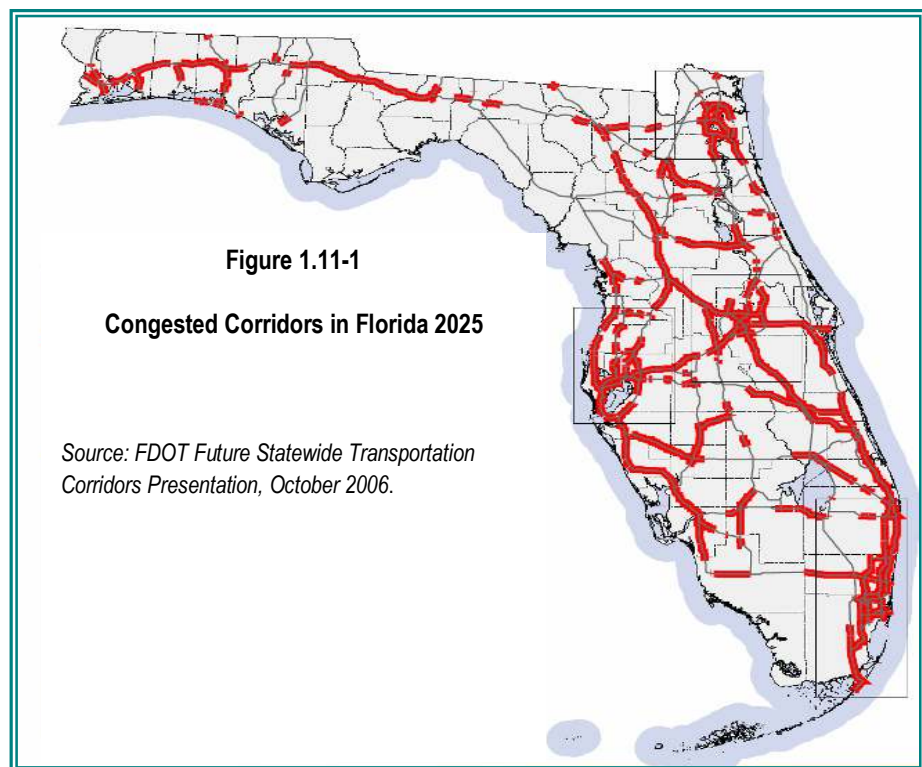 Figure 1.11-1
Congested Corridors in Florida 2025
Source: FDOT Future Statewide Transportation
Corridors Presentation, October 2006.